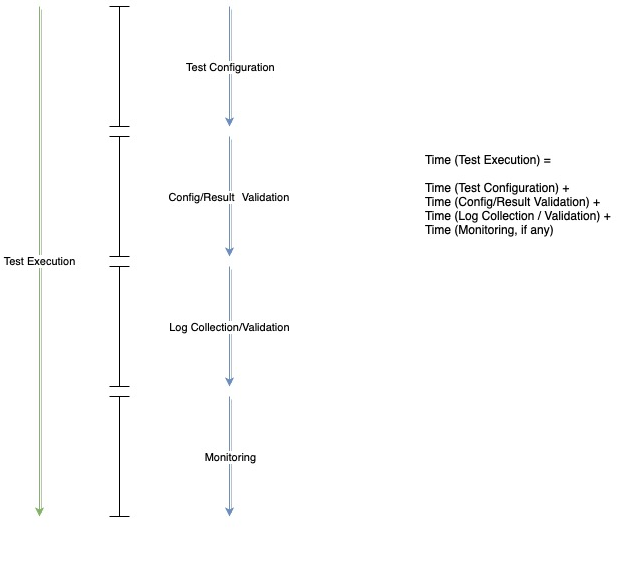 Test Configuration
Config/Result Validation
Test Execution
Log Collection/Validation
Monitoring
Time (Test Execution) =
Time (Test Configuration) +
Time (Config/Result Validation) +
Time (Log Collection / Validation) +
Time (Monitoring, if any)